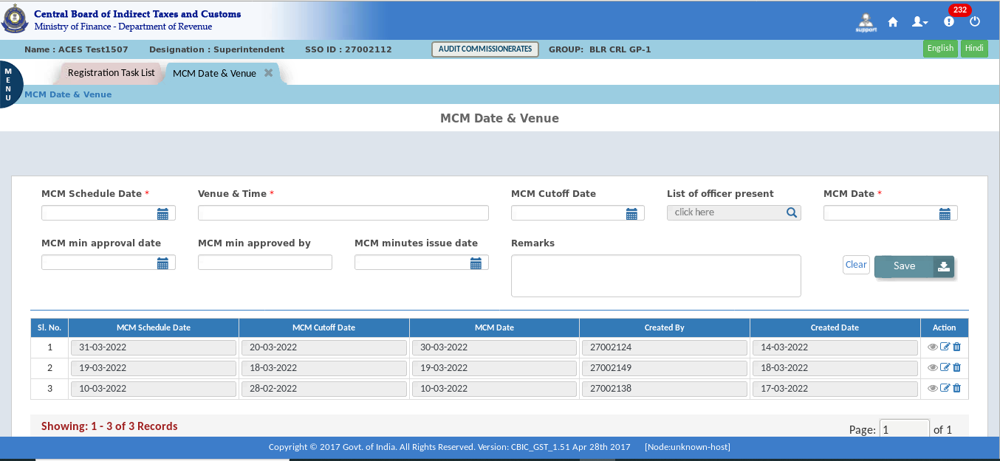 Central Board of Indirect Taxes and Customs
Ministry of Finance - Department of Revenue
support
232
Name : ACES Test1507 Designation : Superintendent SSO ID : 27002112 AUDIT COMMISSIONERATES GROUP: BLR CRL GP-1 English Hindi
MENU
Registration Task List MCM Date & Venue
MCM Date & Venue
MCM Date & Venue
MCM Schedule Date * Venue & Time * MCM Cutoff Date List of officer present MCM Date *
click here
MCM min approval date MCM min approved by MCM minutes issue date Remarks
Clear Save
Sl. No. MCM Schedule Date MCM Cutoff Date MCM Date Created By Created Date Action
1 31-03-2022 20-03-2022 30-03-2022 27002124 14-03-2022
2 19-03-2022 18-03-2022 19-03-2022 27002149 18-03-2022
3 10-03-2022 28-02-2022 10-03-2022 27002138 17-03-2022
Showing: 1 - 3 of 3 Records Page: 1 of 1
Copyright © 2017 Govt. of India. All Rights Reserved. Version: CBIC_GST_1.51 Apr 28th 2017 [Node:unknown-host]